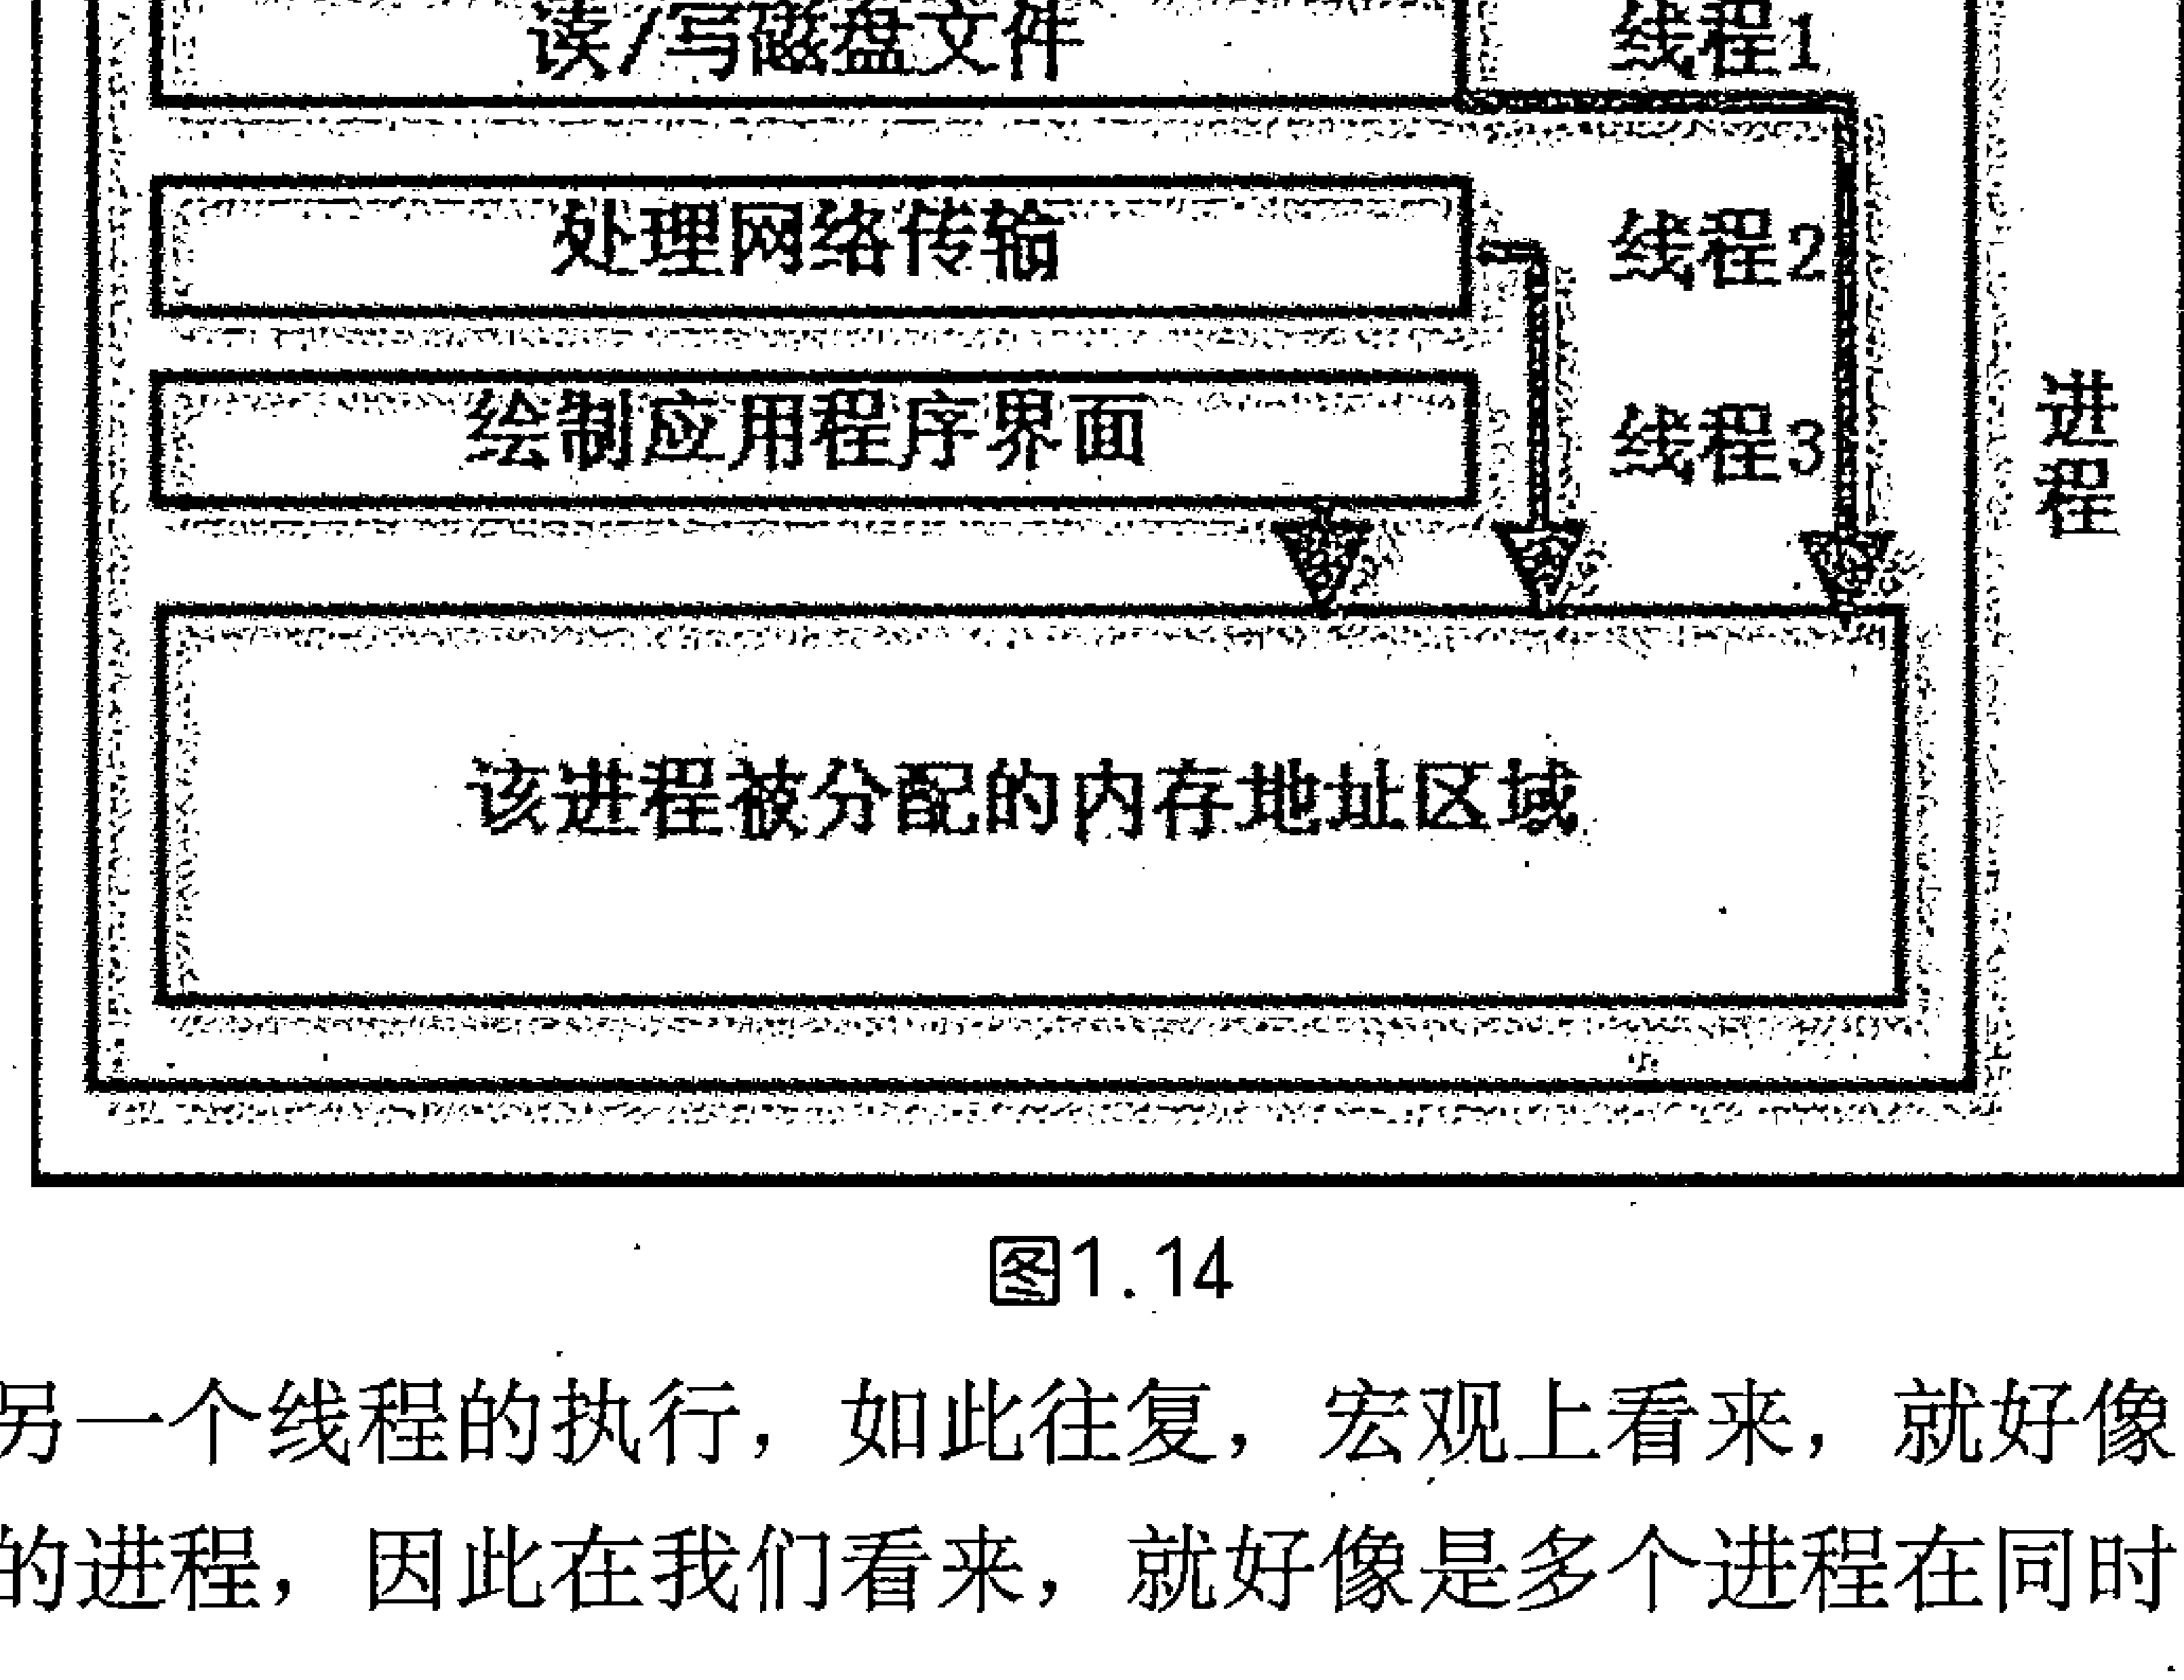 读/写磁盘文件 线程1
处理网络传输 线程2
绘制应用程序界面 线程3
进程
该进程被分配的内存地址区域
图1.14
另一个线程的执行，如此往复，宏观上看来，就好像
的进程，因此在我们看来，就好像是多个进程在同时